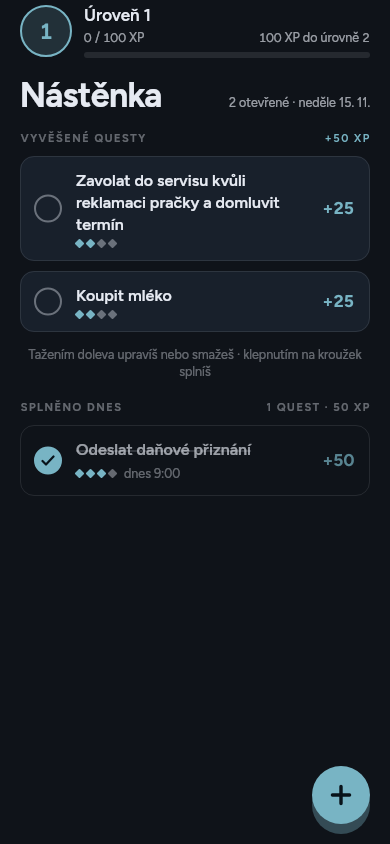 1
Úroveň 1
0 / 100 XP
100 XP do úrovně 2
Nástěnka
2 otevřené · neděle 15. 11.
VYVĚŠENÉ QUESTY
+50 XP
Zavolat do servisu kvůli
reklamaci pračky a domluvit
termín
+25
Koupit mléko
+25
Tažením doleva upravíš nebo smažeš · klepnutím na kroužek
splníš
SPLNĚNO DNES
1 QUEST · 50 XP
Odeslat daňové přiznání
dnes 9:00
+50